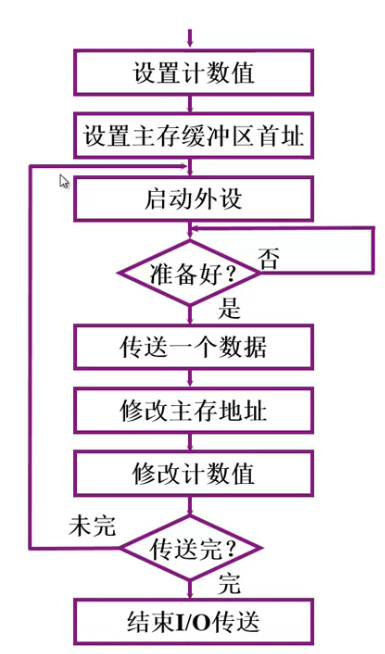 设置计数值
设置主存缓冲区首址
启动外设
准备好？
否
是
传送一个数据
修改主存地址
修改计数值
未完
传送完？
完
结束I/O传送